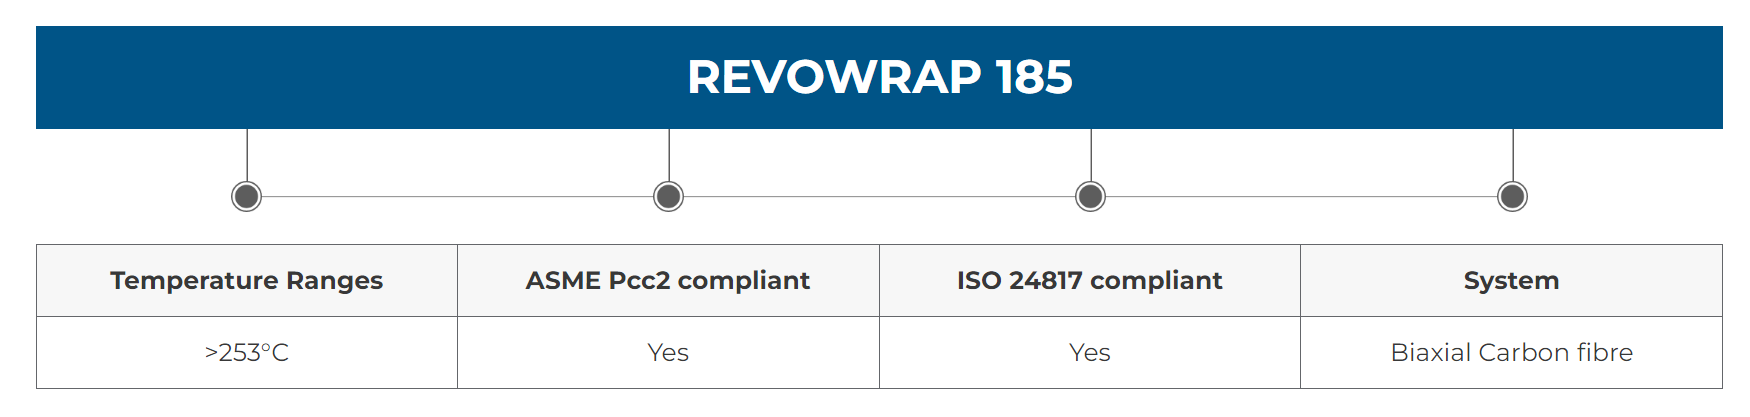 REVOWRAP 185
Temperature Ranges ASME Pcc2 compliant ISO 24817 compliant System
>253°C Yes Yes Biaxial Carbon fibre